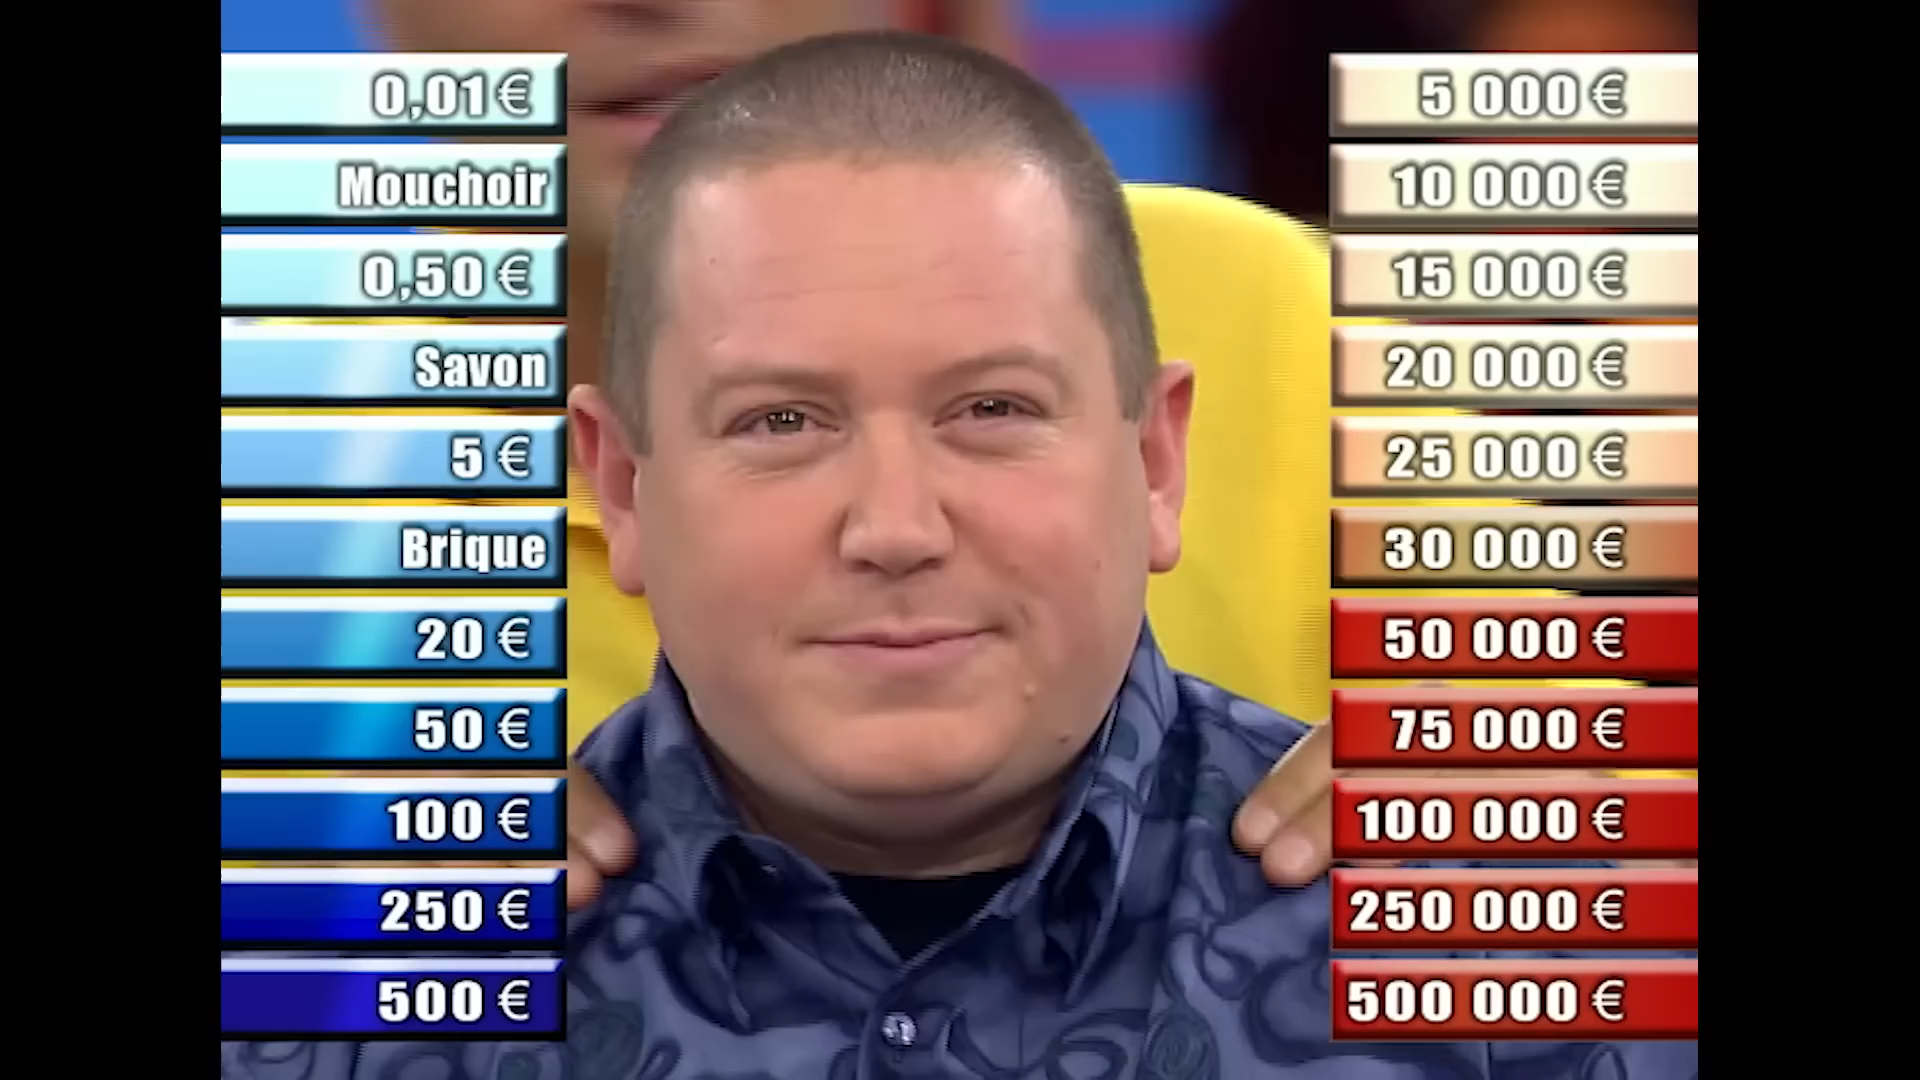 0,01 €
Mouchoir
0,50 €
Savon
5 €
Brique
20 €
50 €
100 €
250 €
500 €
5 000 €
10 000 €
15 000 €
20 000 €
25 000 €
30 000 €
50 000 €
75 000 €
100 000 €
250 000 €
500 000 €